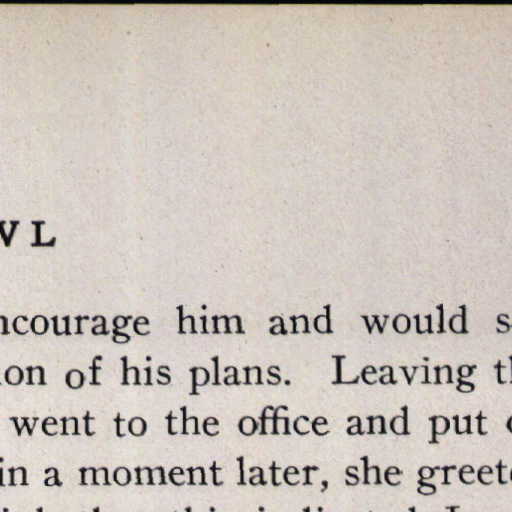 WL
ncourage him and would s
ion of his plans. Leaving th
went to the office and put
in a moment later, she greete